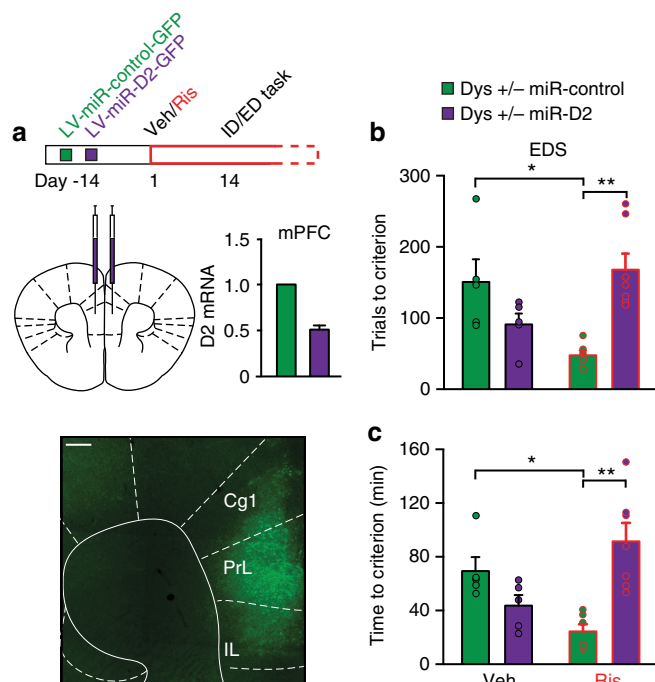 a
LV-miR-control-GFP
LV-miR-D2-GFP
Veh/Ris
ID/ED task
Day -14 1 14
mPFC
D2 mRNA
1.5
1.0
0.5
0
Cg1
PrL
IL
Dys +/– miR-control
Dys +/– miR-D2
b
EDS
Trials to criterion
300
200
100
0
*
**
c
Time to criterion (min)
160
120
80
40
0
*
**
Veh
Ris